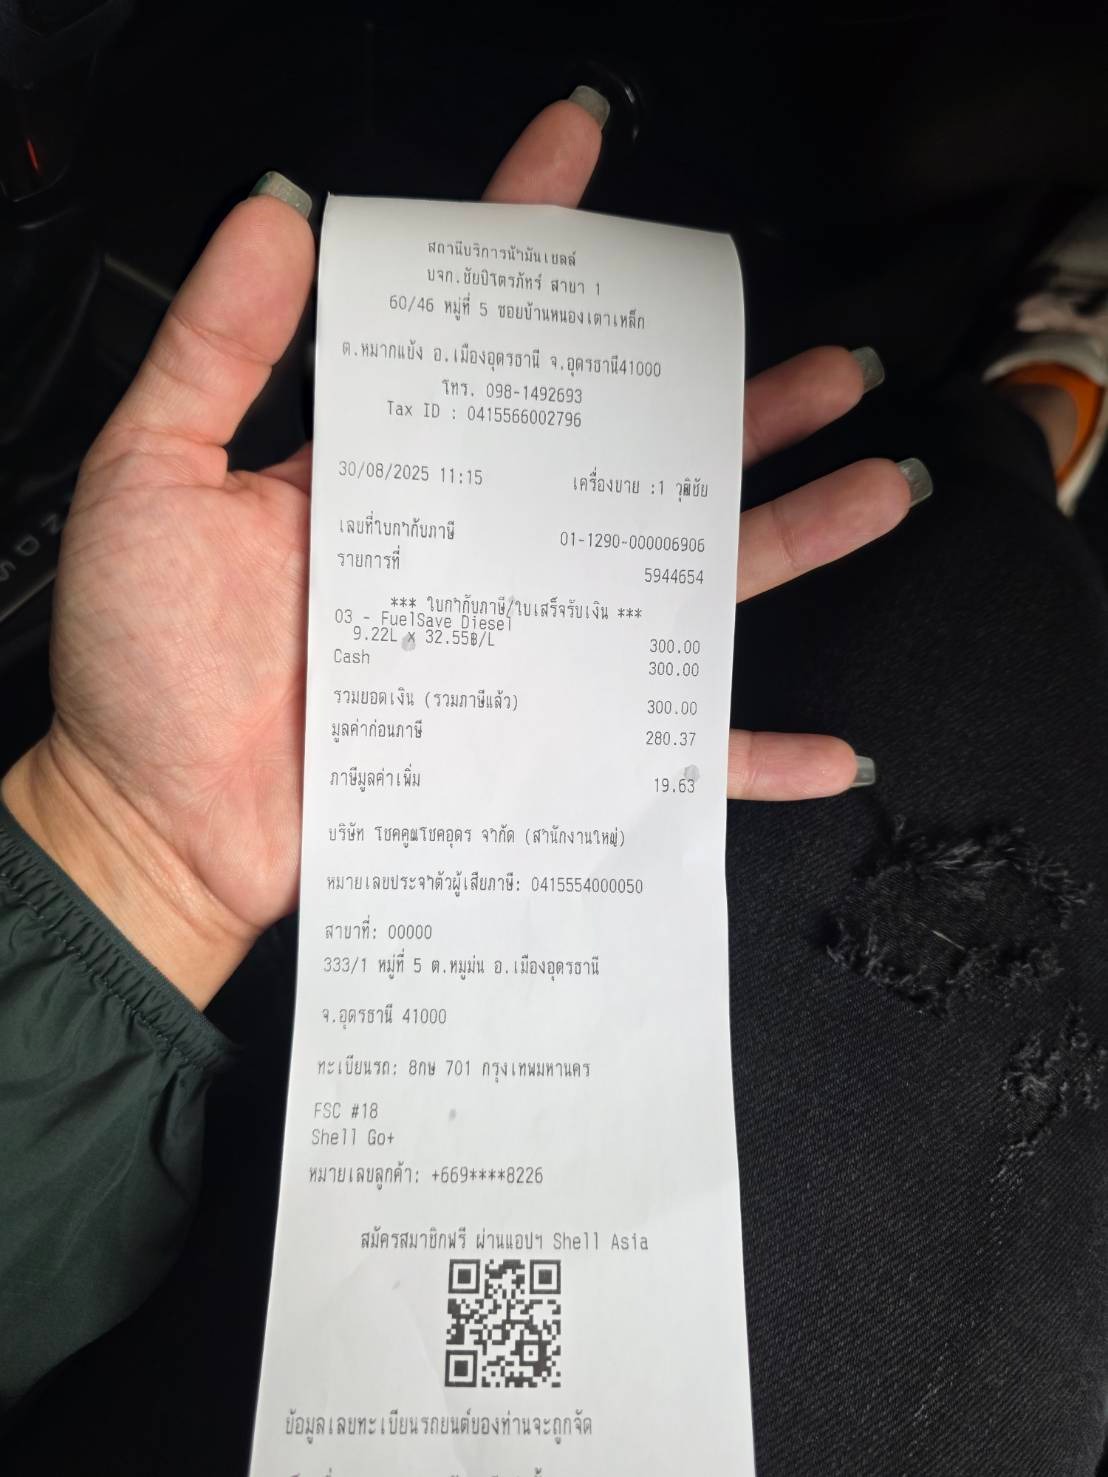 สถานีบริการน้ำมันเชลล์
บจก.ชัยปิโตรภัทร์ สาขา 1
60/46 หมู่ที่ 5 ซอยบ้านหนองเตาเหล็ก
ต.หมากแข้ง อ.เมืองอุดรธานี จ.อุดรธานี41000
โทร. 098-1492693
Tax ID : 0415566002796
30/08/2025 11:15 เครื่องขาย :1 วุฒิชัย
เลขที่ใบกำกับภาษี 01-1290-000006906
รายการที่ 5944654
*** ใบกำกับภาษี/ใบเสร็จรับเงิน ***
03 - FuelSave Diesel
9.22L x 32.55฿/L 300.00
Cash 300.00
รวมยอดเงิน (รวมภาษีแล้ว) 300.00
มูลค่าก่อนภาษี 280.37
ภาษีมูลค่าเพิ่ม 19.63
บริษัท โชคคูณโชคอุดร จำกัด (สำนักงานใหญ่)
หมายเลขประจำตัวผู้เสียภาษี: 0415554000050
สาขาที่: 00000
333/1 หมู่ที่ 5 ต.หมูม่น อ.เมืองอุดรธานี
จ.อุดรธานี 41000
ทะเบียนรถ: 8กษ 701 กรุงเทพมหานคร
FSC #18
Shell Go+
หมายเลขลูกค้า: +669****8226
สมัครสมาชิกฟรี ผ่านแอปฯ Shell Asia
ข้อมูลเลขทะเบียนรถยนต์ของท่านจะถูกจัด
N D S